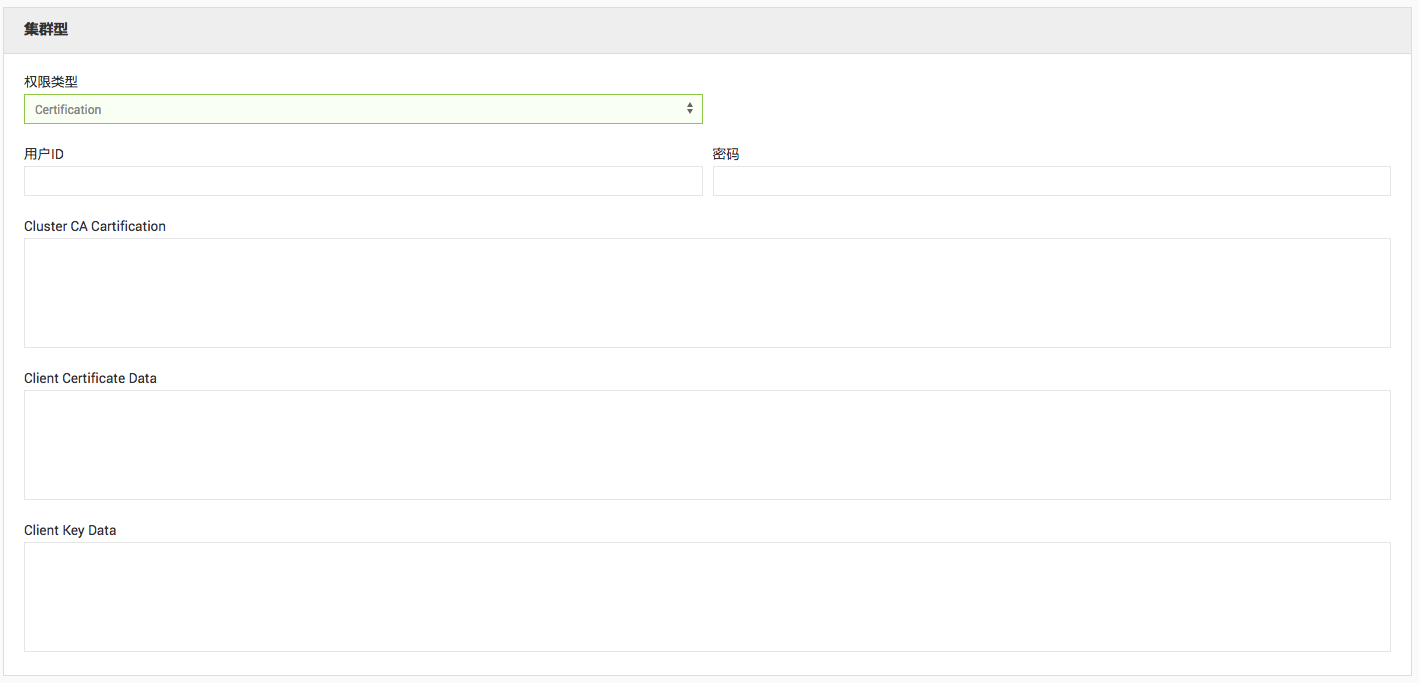 集群型
权限类型
Certification
用户ID
密码
Cluster CA Cartification
Client Certificate Data
Client Key Data